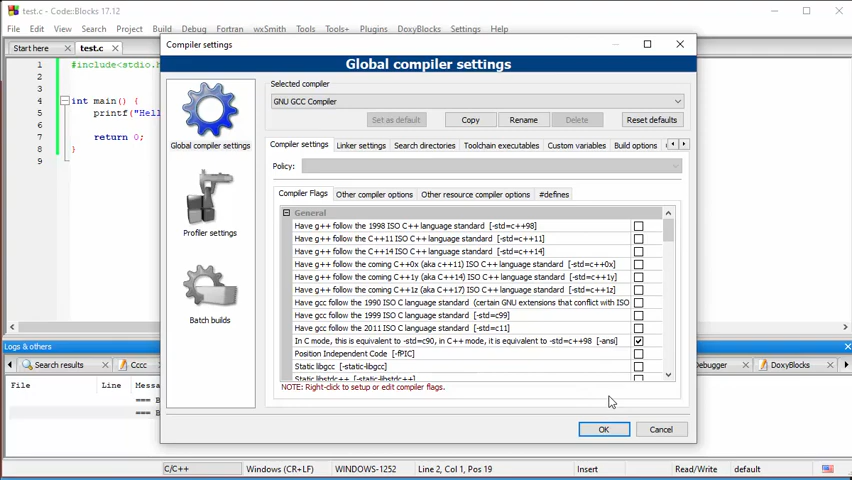 test.c - Code::Blocks 17.12
File Edit View Search Project Build Debug Fortran wxSmith Tools Tools+ Plugins DoxyBlocks Settings Help
Start here
test.c
1 #include<stdio.h
2
3
4 int main() {
5 printf("Hell
6
7 return 0;
8 }
9
Compiler settings
Global compiler settings
Global compiler settings
Profiler settings
Batch builds
Selected compiler
GNU GCC Compiler
Set as default Copy Rename Delete Reset defaults
Compiler settings Linker settings Search directories Toolchain executables Custom variables Build options
Policy:
Compiler Flags Other compiler options Other resource compiler options #defines
General
Have g++ follow the 1998 ISO C++ language standard [-std=c++98]
Have g++ follow the C++11 ISO C++ language standard [-std=c++11]
Have g++ follow the C++14 ISO C++ language standard [-std=c++14]
Have g++ follow the coming C++0x (aka c++11) ISO C++ language standard [-std=c++0x]
Have g++ follow the coming C++1y (aka C++14) ISO C++ language standard [-std=c++1y]
Have g++ follow the coming C++1z (aka C++17) ISO C++ language standard [-std=c++1z]
Have gcc follow the 1990 ISO C language standard (certain GNU extensions that conflict with ISO
Have gcc follow the 1999 ISO C language standard [-std=c99]
Have gcc follow the 2011 ISO C language standard [-std=c11]
In C mode, this is equivalent to -std=c90, in C++ mode, it is equivalent to -std=c++98 [-ansi]
Position Independent Code [-fPIC]
Static libgcc [-static-libgcc]
Static libstdc++ [-static-libstdc++]
NOTE: Right-click to setup or edit compiler flags.
OK Cancel
Logs & others
Search results
Cccc
Debugger
DoxyBlocks
File Line Messa
=== B
=== B
C/C++ Windows (CR+LF) WINDOWS-1252 Line 2, Col 1, Pos 19 Insert Read/Write default